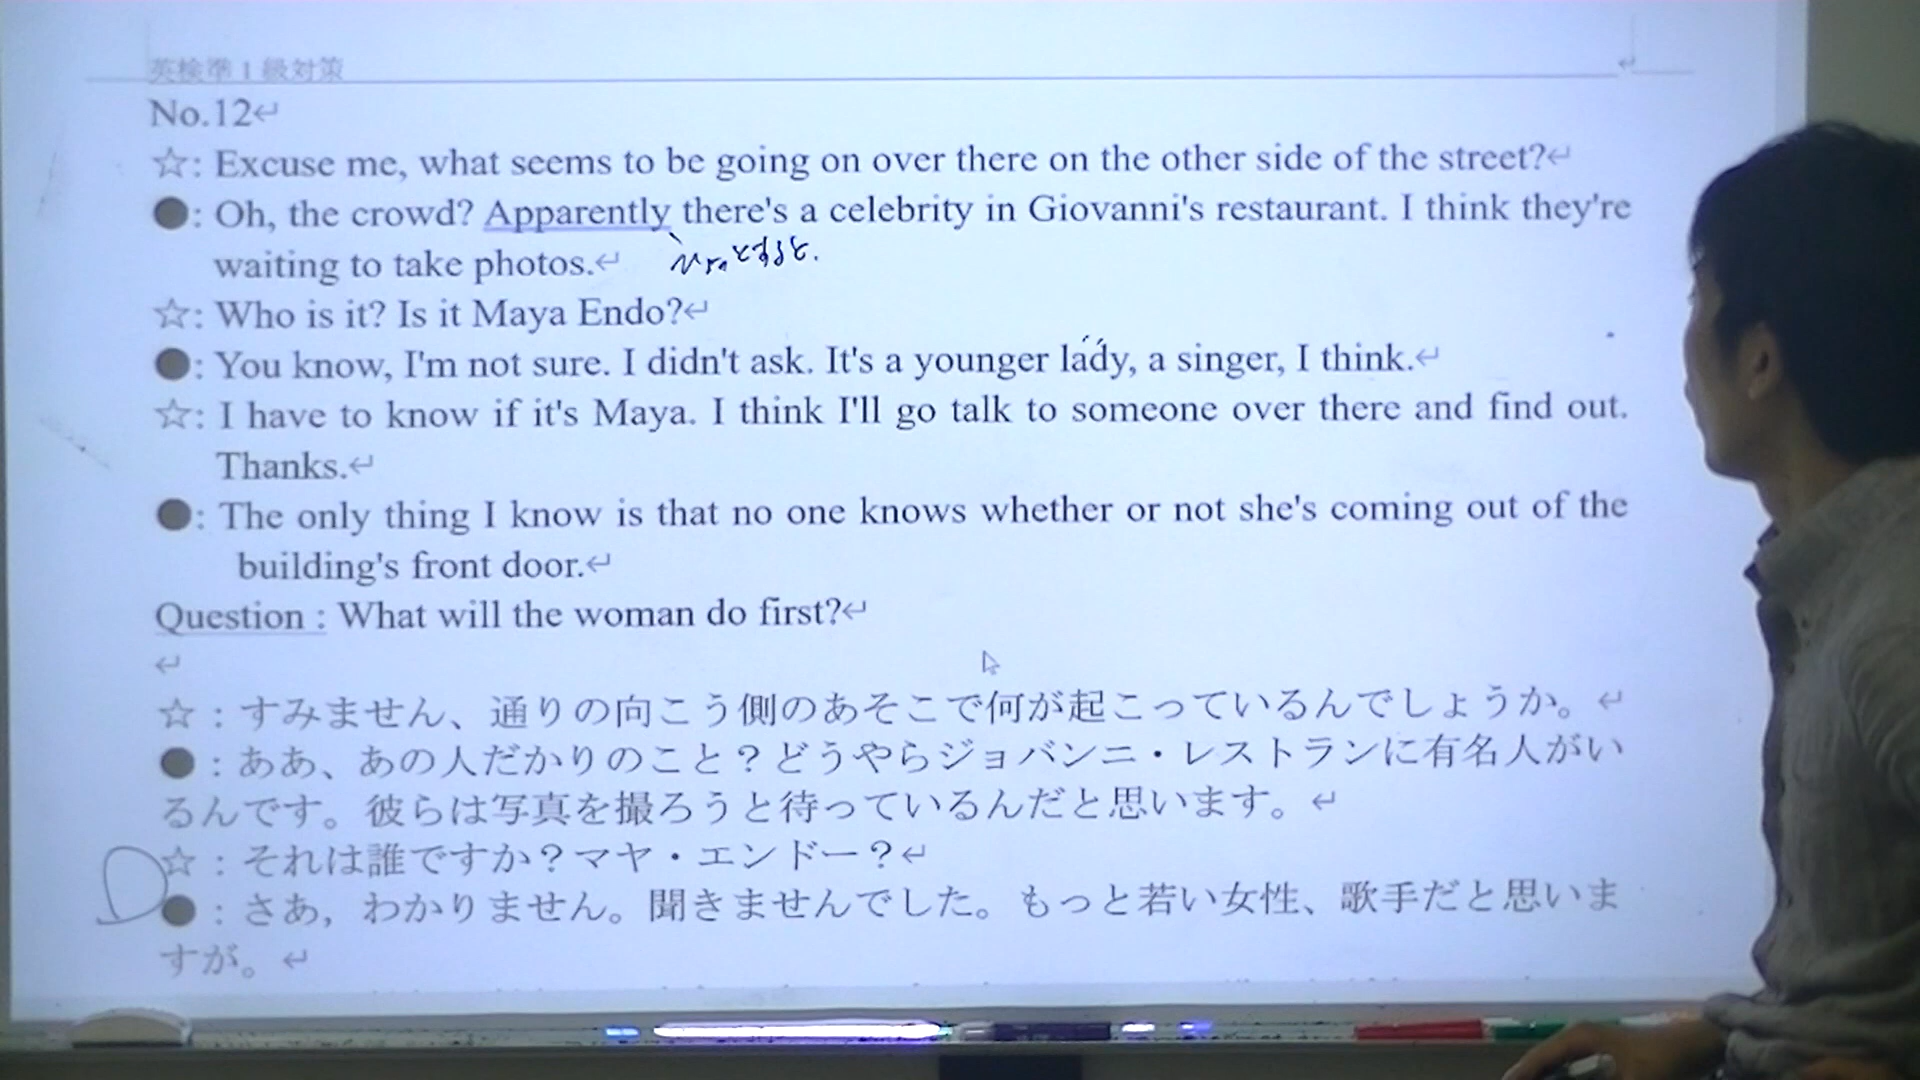 英検準1級対策
No.12
☆: Excuse me, what seems to be going on over there on the other side of the street?
●: Oh, the crowd? Apparently there's a celebrity in Giovanni's restaurant. I think they're
waiting to take photos.
☆: Who is it? Is it Maya Endo?
●: You know, I'm not sure. I didn't ask. It's a younger lady, a singer, I think.
☆: I have to know if it's Maya. I think I'll go talk to someone over there and find out.
Thanks.
●: The only thing I know is that no one knows whether or not she's coming out of the
building's front door.
Question : What will the woman do first?
☆：すみません、通りの向こう側のあそこで何が起こっているんでしょうか。
●：ああ、あの人だかりのこと？どうやらジョバンニ・レストランに有名人がい
るんです。彼らは写真を撮ろうと待っているんだと思います。
☆：それは誰ですか？マヤ・エンドー？
●：さあ，わかりません。聞きませんでした。もっと若い女性、歌手だと思いま
すが。